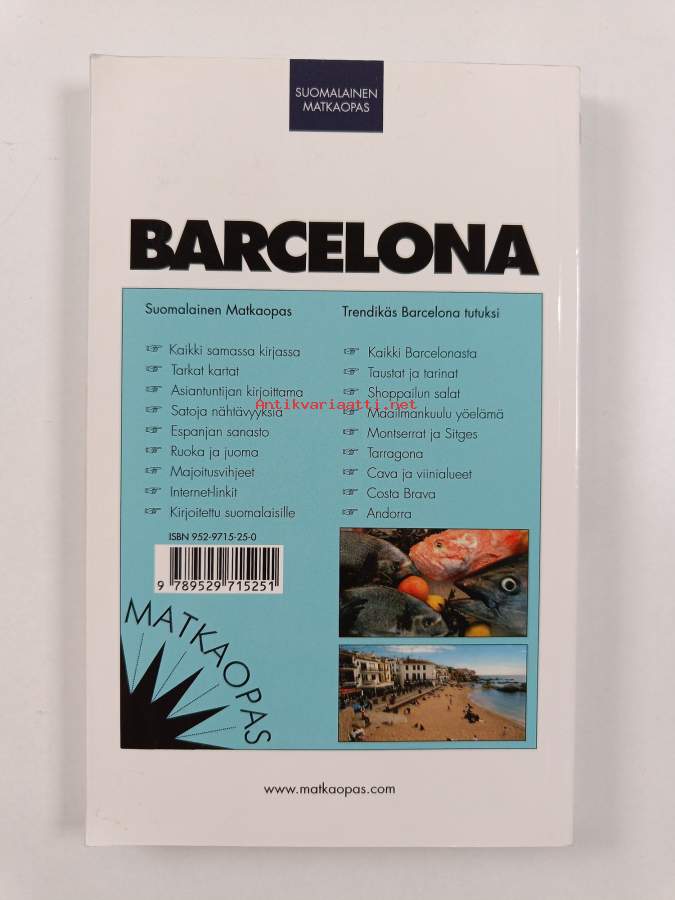 SUOMALAINEN
MATKAOPAS
BARCELONA
Suomalainen Matkaopas
Kaikki samassa kirjassa
Tarkat kartat
Asiantuntijan kirjoittama
Satoja nähtävyyksiä
Espanjan sanasto
Ruoka ja juoma
Majoitusvihjeet
Internet-linkit
Kirjoitettu suomalaisille
Trendikäs Barcelona tutuksi
Kaikki Barcelonasta
Taustat ja tarinat
Shoppailun salat
Maailmankuulu yöelämä
Montserrat ja Sitges
Tarragona
Cava ja viinialueet
Costa Brava
Andorra
Antikvariaatti.net
ISBN 952-9715-25-0
9 789529 715251
MATKAOPAS
www.matkaopas.com